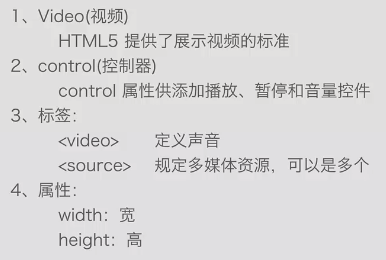 1、Video(视频)
HTML5 提供了展示视频的标准
2、control(控制器)
control 属性供添加播放、暂停和音量控件
3、标签：
<video> 定义声音
<source> 规定多媒体资源，可以是多个
4、属性：
width：宽
height：高